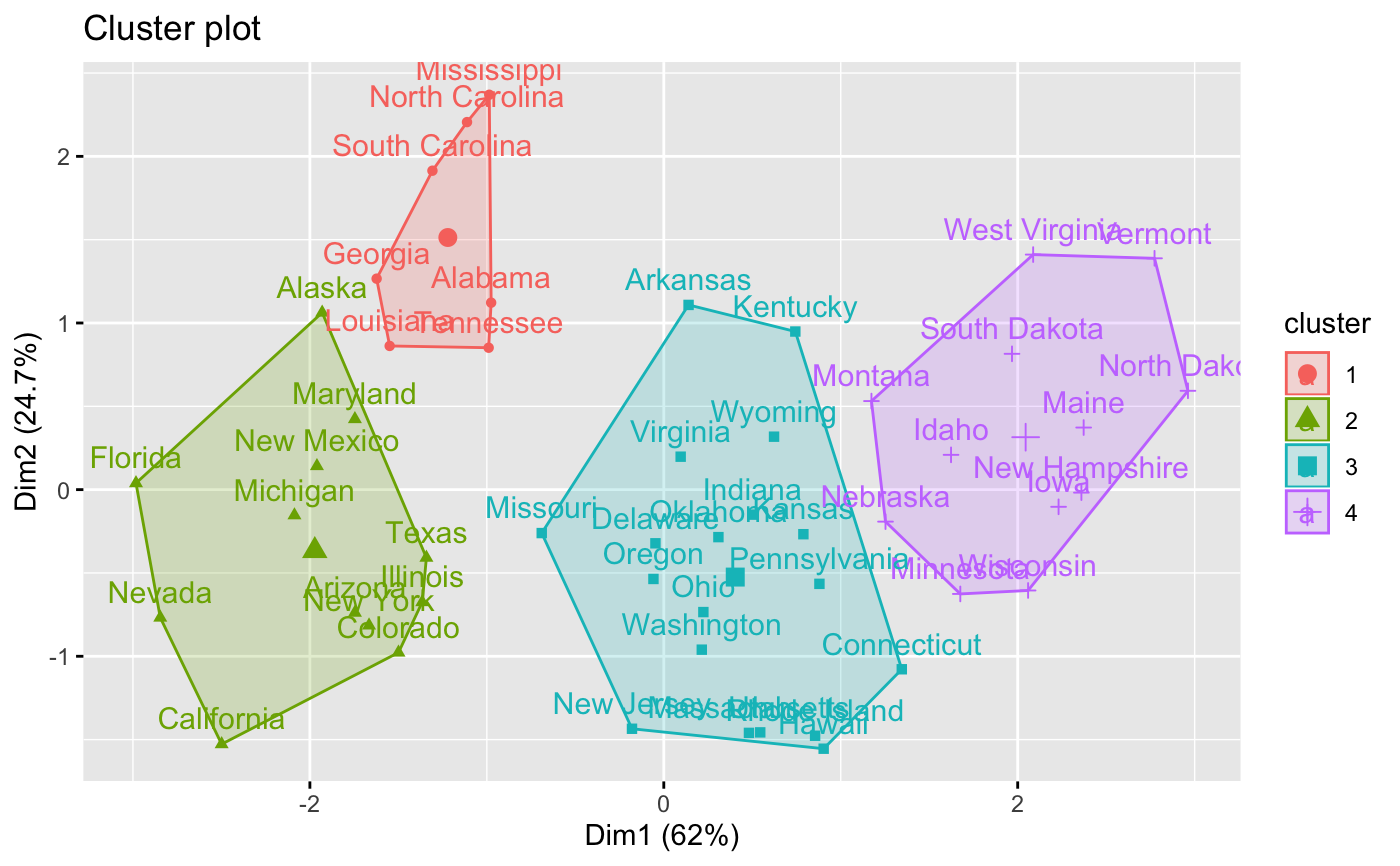 Cluster plot
Mississippi
North Carolina
South Carolina
Georgia
Alabama
Louisiana
Tennessee
Alaska
Maryland
New Mexico
Florida
Michigan
Texas
Illinois
Arizona
New York
Nevada
Colorado
California
Arkansas
Kentucky
Wyoming
Virginia
Indiana
Missouri
Delaware
Oklahoma
Kansas
Oregon
Pennsylvania
Ohio
Washington
Connecticut
New Jersey
Massachusetts
Utah
Rhode Island
Hawaii
West Virginia
Vermont
South Dakota
North Dako
Montana
Maine
Idaho
New Hampshire
Iowa
Nebraska
Minnesota
Wisconsin
2
1
0
-1
-2
0
2
Dim1 (62%)
Dim2 (24.7%)
cluster
a 1
a 2
a 3
a 4